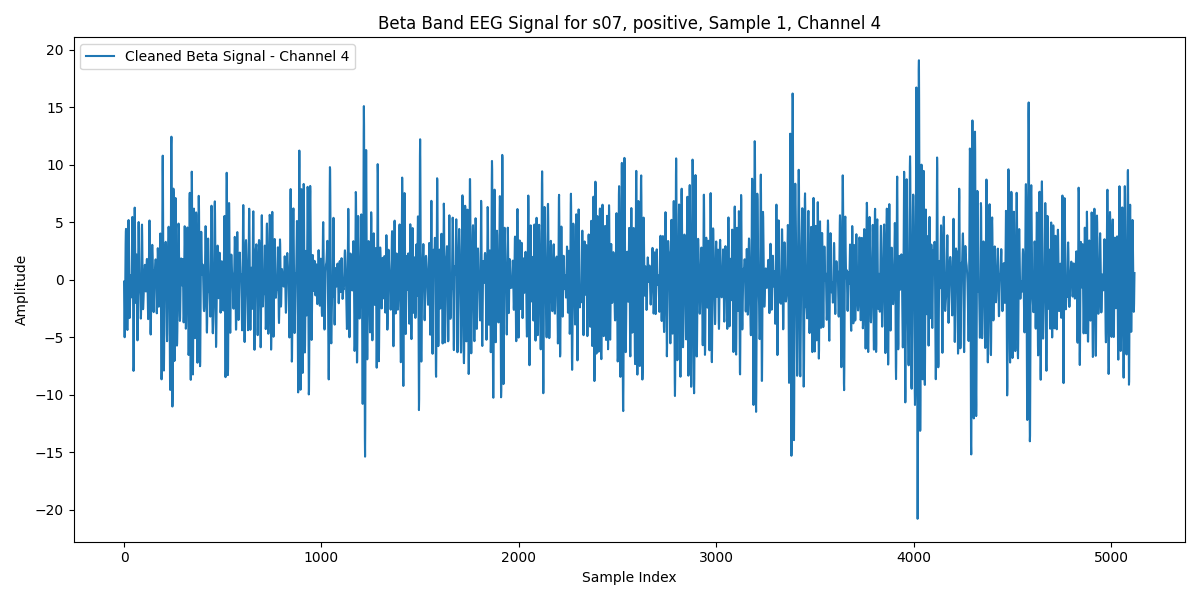 Beta Band EEG Signal for s07, positive, Sample 1, Channel 4
Cleaned Beta Signal - Channel 4
20
15
10
5
0
−5
−10
−15
−20
Amplitude
0 1000 2000 3000 4000 5000
Sample Index